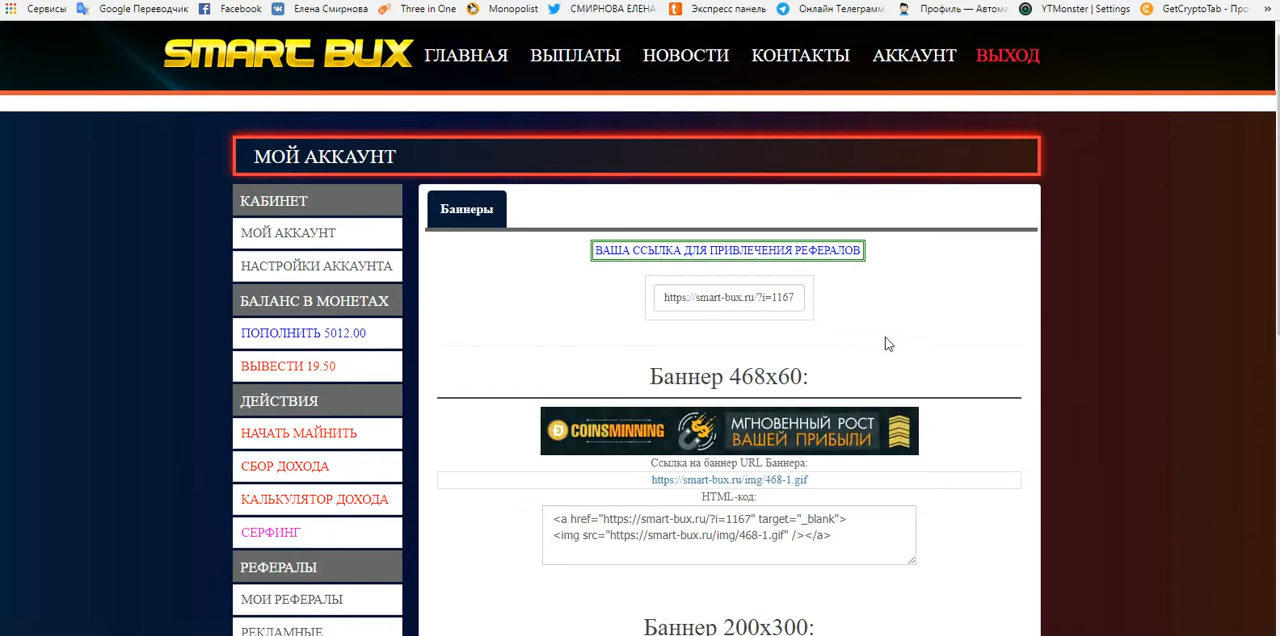 Сервисы Google Переводчик Facebook Елена Смирнова Three in One Monopolist СМИРНОВА ЕЛЕНА Экспресс панель Онлайн Телеграмм. Профиль — Автома YTMonster | Settings GetCryptoTab - Про »
SMART BUX ГЛАВНАЯ ВЫПЛАТЫ НОВОСТИ КОНТАКТЫ АККАУНТ ВЫХОД
МОЙ АККАУНТ
КАБИНЕТ
МОЙ АККАУНТ
НАСТРОЙКИ АККАУНТА
БАЛАНС В МОНЕТАХ
ПОПОЛНИТЬ 5012.00
ВЫВЕСТИ 19.50
ДЕЙСТВИЯ
НАЧАТЬ МАЙНИТЬ
СБОР ДОХОДА
КАЛЬКУЛЯТОР ДОХОДА
СЕРФИНГ
РЕФЕРАЛЫ
МОИ РЕФЕРАЛЫ
РЕКЛАМНЫЕ
Баннеры
ВАША ССЫЛКА ДЛЯ ПРИВЛЕЧЕНИЯ РЕФЕРАЛОВ
https://smart-bux.ru/?i=1167
Баннер 468x60:
COINSMINNING МГНОВЕННЫЙ РОСТ
ВАШЕЙ ПРИБЫЛИ
Ссылка на баннер URL Баннера:
https://smart-bux.ru/img/468-1.gif
HTML-код:
<a href="https://smart-bux.ru/?i=1167" target="_blank">
<img src="https://smart-bux.ru/img/468-1.gif" /></a>
Баннер 200x300: